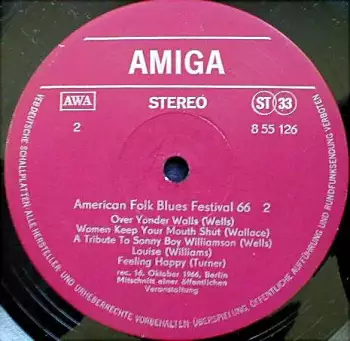 AMIGA
AWA
STEREO
ST 33
2
8 55 126
American Folk Blues Festival 66 2
Over Yonder Walls (Wells)
Women Keep Your Mouth Shut (Wallace)
A Tribute To Sonny Boy Williamson (Wells)
Louise (Williams)
Feeling Happy (Turner)
rec. 16. Oktober 1966, Berlin
Mitschnitt einer öffentlichen
Veranstaltung
VEB DEUTSCHE SCHALLPLATTEN · ALLE HERSTELLER- UND URHEBERRECHTE VORBEHALTEN ÜBERSPIELUNG, ÖFFENTLICHE AUFFÜHRUNG UND RUNDFUNKSENDUNG VERBOTEN